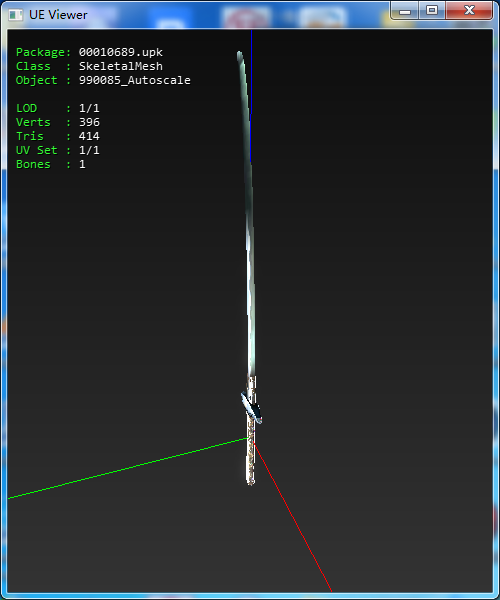 UE Viewer
Package: 00010689.upk
Class  : SkeletalMesh
Object : 990085_Autoscale
LOD    : 1/1
Verts  : 396
Tris   : 414
UV Set : 1/1
Bones  : 1